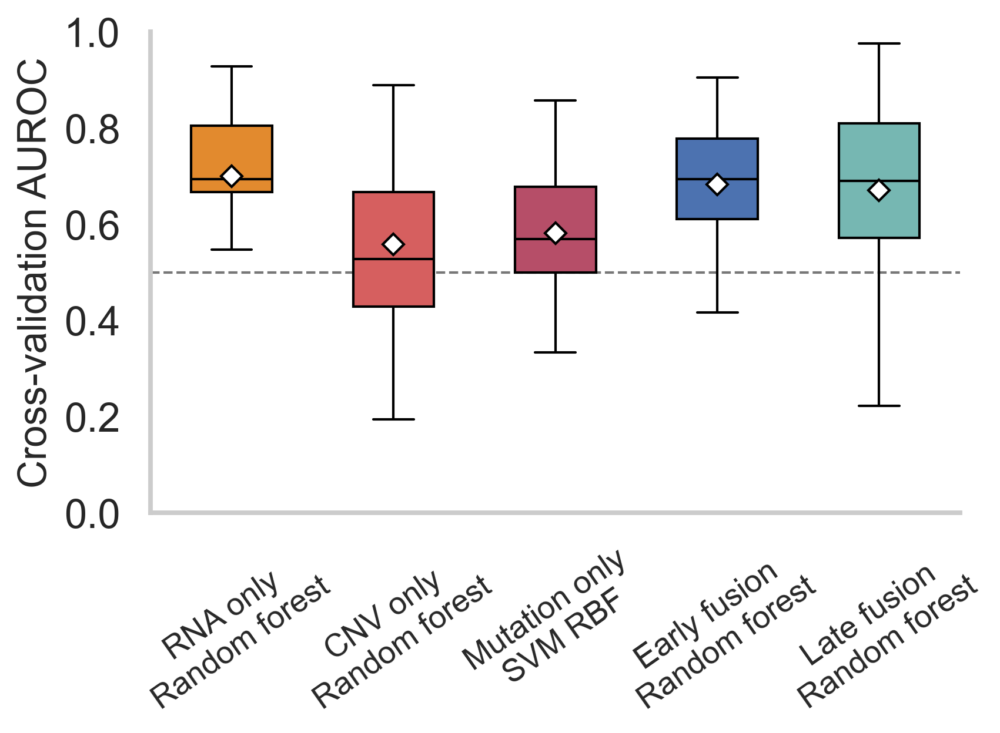 Cross-validation AUROC
1.0
0.8
0.6
0.4
0.2
0.0
RNA only
Random forest
CNV only
Random forest
Mutation only
SVM RBF
Early fusion
Random forest
Late fusion
Random forest